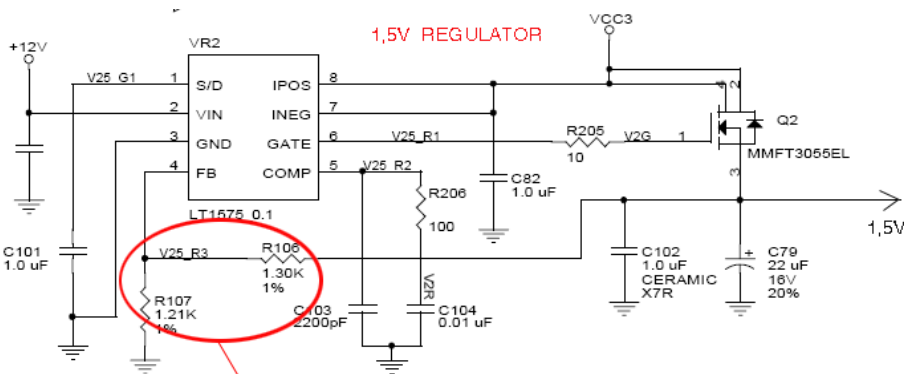 1,5V REGULATOR
VCC3
+12V
VR2
V25_G1
1
S/D
IPOS
8
4
2
2
VIN
INEG
7
Q2
3
GND
GATE
6
V25_R1
R205
10
V2G
1
MMFT3055EL
4
FB
COMP
5
V25_R2
3
R206
100
C82
1.0 uF
LT1575_0.1
1,5V
C101
1.0 uF
V25_R3
R106
1.30K
1%
C102
1.0 uF
CERAMIC
X7R
+
C79
22 uF
16V
20%
R107
1.21K
1%
V2R
C103
2200pF
C104
0.01 uF